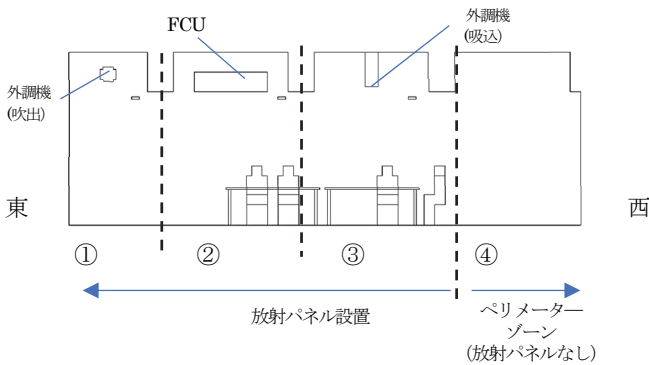 FCU
外調機
(吸込)
外調機
(吹出)
東
西
①
②
③
④
放射パネル設置
ペリメーター
ゾーン
(放射パネルなし)